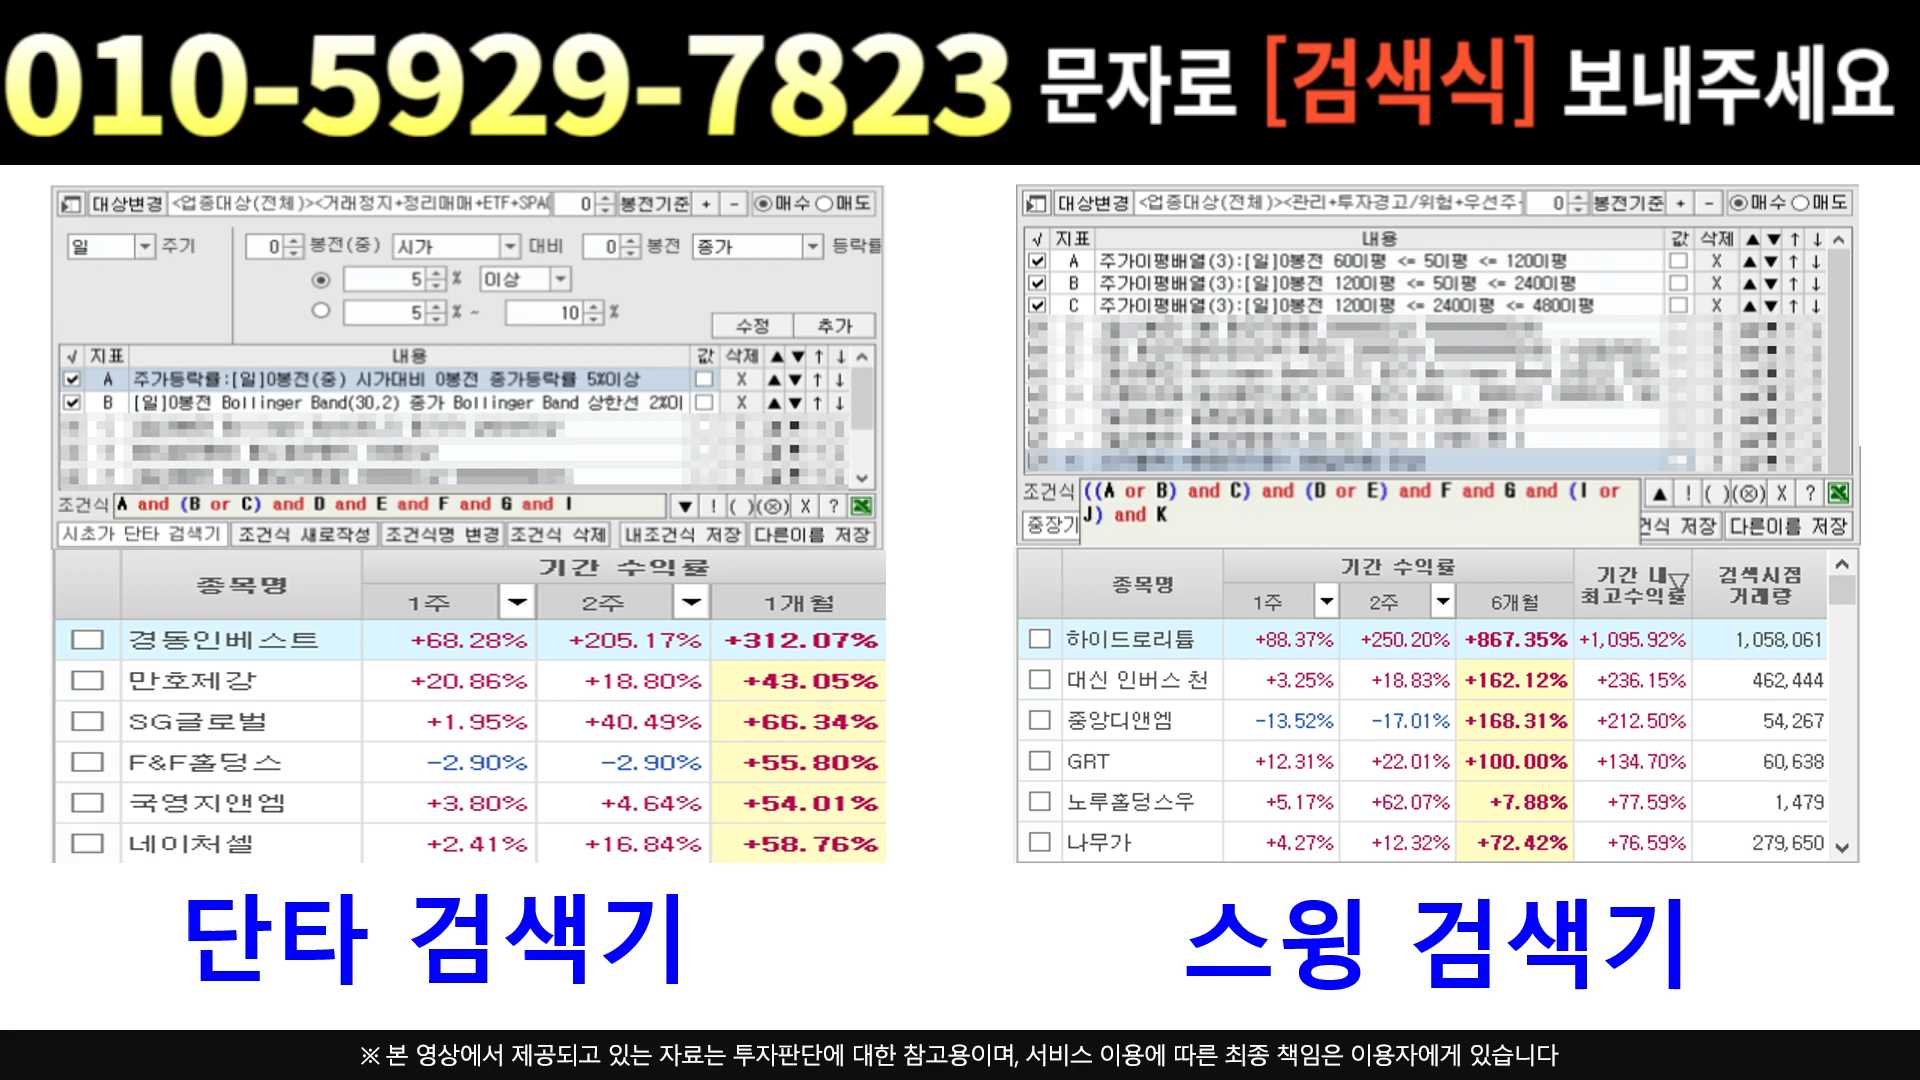 010-5929-7823 문자로 [검색식] 보내주세요
대상변경 <업종대상(전체)><거래정지+정리매매+ETF+SPAC 0 봉전기준 + - 매수 매도
일 주기 0 봉전(중) 시가 대비 0 봉전 종가 등락률
5 % 이상
5 % ~ 10 %
수정 추가
√ 지표 내용 값 삭제 ▲ ▼ ↑ ↓
A 주가등락률:[일]0봉전(중) 시가대비 0봉전 종가등락률 5%이상 X ▲ ▼ ↑ ↓
B [일]0봉전 Bollinger Band(30,2) 종가 Bollinger Band 상한선 2%이 X ▲ ▼ ↑ ↓
조건식 A and (B or C) and D and E and F and G and I ▼ ! ( )(⊗) X ?
시초가 단타 검색기 조건식 새로작성 조건식명 변경 조건식 삭제 내조건식 저장 다른이름 저장
종목명 기간 수익률
1주 2주 1개월
경동인베스트 +68.28% +205.17% +312.07%
만호제강 +20.86% +18.80% +43.05%
SG글로벌 +1.95% +40.49% +66.34%
F&F홀딩스 -2.90% -2.90% +55.80%
국영지앤엠 +3.80% +4.64% +54.01%
네이처셀 +2.41% +16.84% +58.76%
단타 검색기
대상변경 <업종대상(전체)><관리+투자경고/위험+우선주+ 0 봉전기준 + - 매수 매도
√ 지표 내용 값 삭제 ▲ ▼ ↑ ↓
A 주가이평배열(3):[일]0봉전 60이평 <= 5이평 <= 120이평 X ▲ ▼ ↑ ↓
B 주가이평배열(3):[일]0봉전 120이평 <= 5이평 <= 240이평 X ▲ ▼ ↑ ↓
C 주가이평배열(3):[일]0봉전 120이평 <= 240이평 <= 480이평 X ▲ ▼ ↑ ↓
조건식 ((A or B) and C) and (D or E) and F and G and (I or ▲ ! ( )(⊗) X ?
중장기 J) and K 건식 저장 다른이름 저장
종목명 기간 수익률 기간 내 최고수익률 검색시점 거래량
1주 2주 6개월
하이드로리튬 +88.37% +250.20% +867.35% +1,095.92% 1,058,061
대신 인버스 천 +3.25% +18.83% +162.12% +236.15% 462,444
중앙디앤엠 -13.52% -17.01% +168.31% +212.50% 54,267
GRT +12.31% +22.01% +100.00% +134.70% 60,638
노루홀딩스우 +5.17% +62.07% +7.88% +77.59% 1,479
나무가 +4.27% +12.32% +72.42% +76.59% 279,650
스윙 검색기
※ 본 영상에서 제공되고 있는 자료는 투자판단에 대한 참고용이며, 서비스 이용에 따른 최종 책임은 이용자에게 있습니다